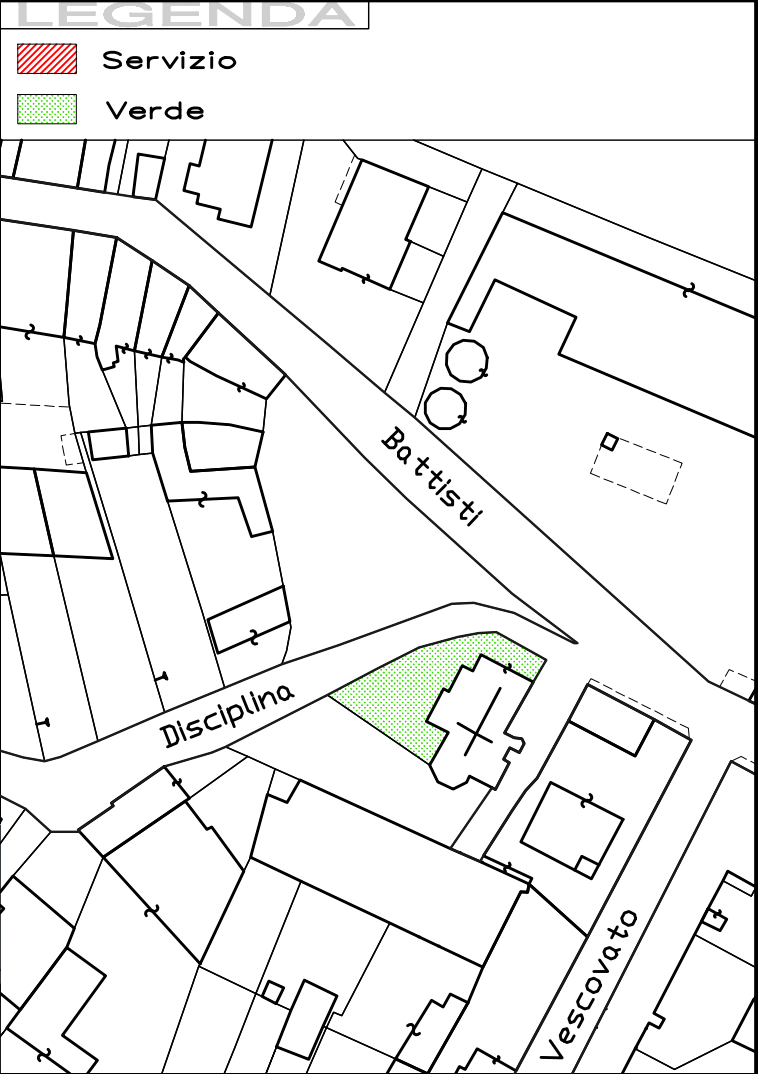 LEGENDA
Servizio
Verde
Battisti
Disciplina
Vescovato